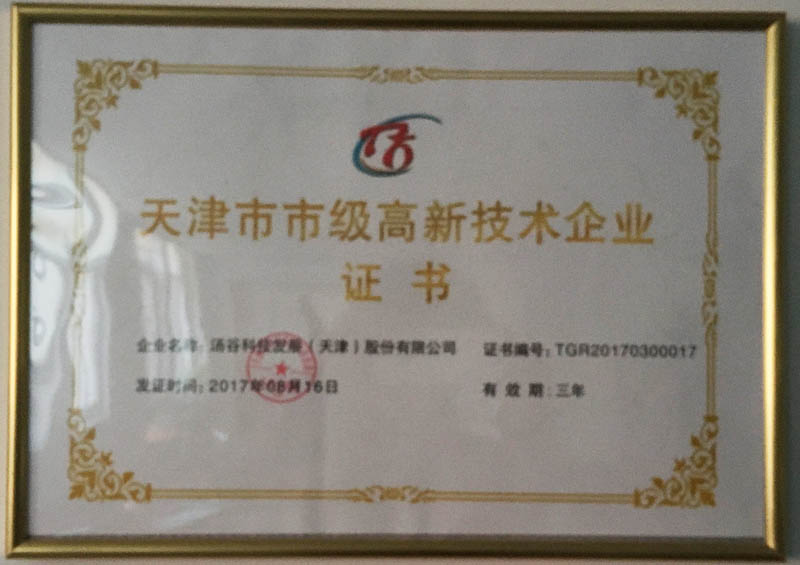 天津市市级高新技术企业
证书
企业名称: 汤谷科技发展（天津）股份有限公司 证书编号: TGR20170300017
发证时间: 2017年08月16日 有效期: 三年